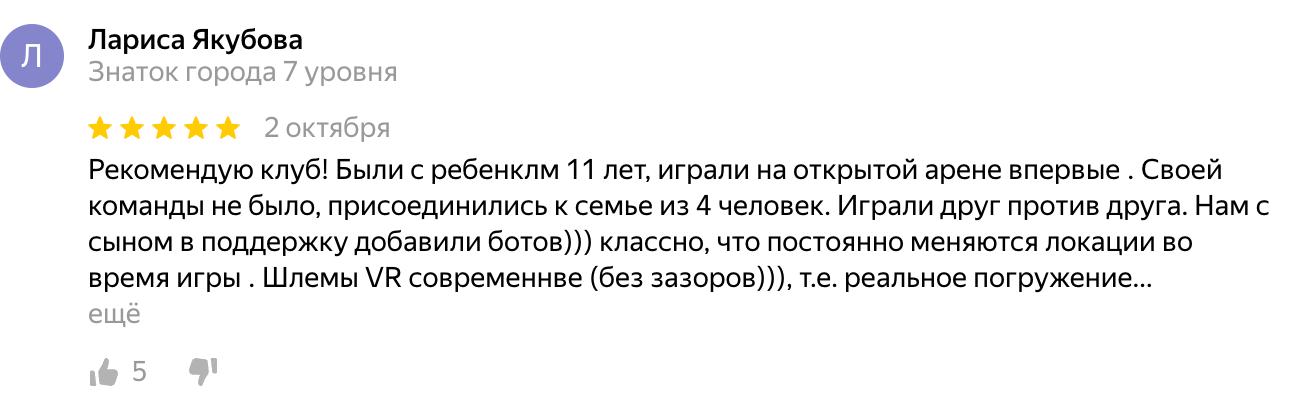 Л
Лариса Якубова
Знаток города 7 уровня
2 октября
Рекомендую клуб! Были с ребенклм 11 лет, играли на открытой арене впервые . Своей
команды не было, присоединились к семье из 4 человек. Играли друг против друга. Нам с
сыном в поддержку добавили ботов))) классно, что постоянно меняются локации во
время игры . Шлемы VR современнве (без зазоров))), т.е. реальное погружение...
ещё
5